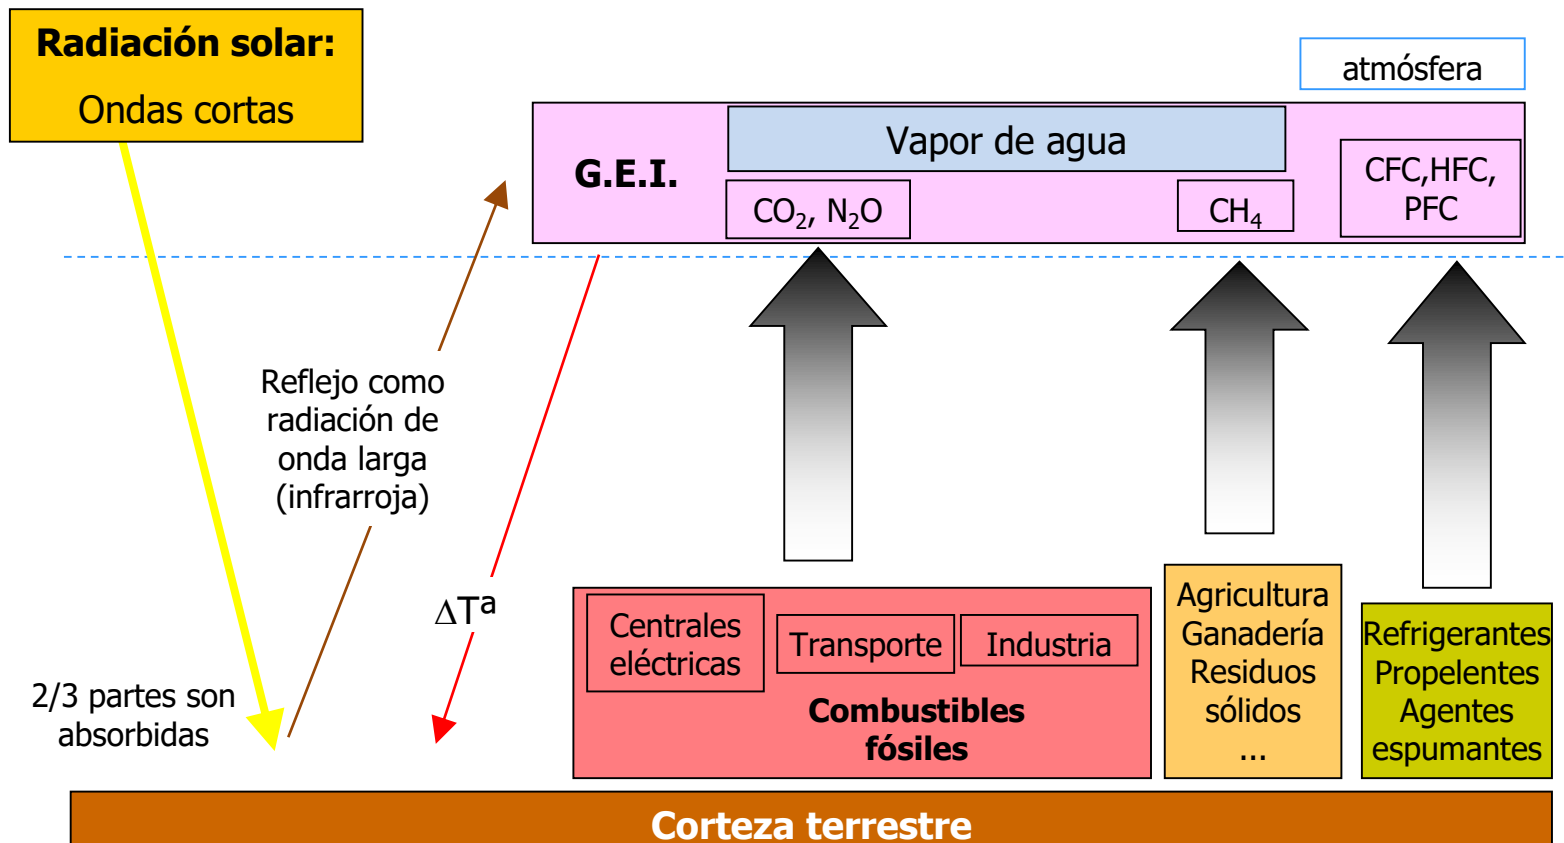 Radiación solar:
Ondas cortas
atmósfera
G.E.I.
Vapor de agua
CO₂, N₂O
CH₄
CFC,HFC,
PFC
Reflejo como
radiación de
onda larga
(infrarroja)
ΔTª
2/3 partes son
absorbidas
Centrales
eléctricas
Transporte
Industria
Combustibles
fósiles
Agricultura
Ganadería
Residuos
sólidos
...
Refrigerantes
Propelentes
Agentes
espumantes
Corteza terrestre